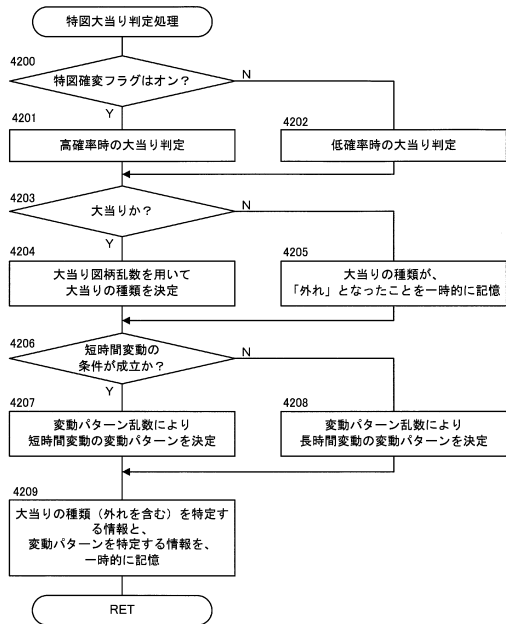 特図大当り判定処理
4200
特図確変フラグはオン？
N
Y
4201
高確率時の大当り判定
4202
低確率時の大当り判定
4203
大当りか？
N
Y
4204
大当り図柄乱数を用いて
大当りの種類を決定
4205
大当りの種類が、
「外れ」となったことを一時的に記憶
4206
短時間変動の
条件が成立か？
N
Y
4207
変動パターン乱数により
短時間変動の変動パターンを決定
4208
変動パターン乱数により
長時間変動の変動パターンを決定
4209
大当りの種類（外れを含む）を特定す
る情報と、
変動パターンを特定する情報を、
一時的に記憶
RET